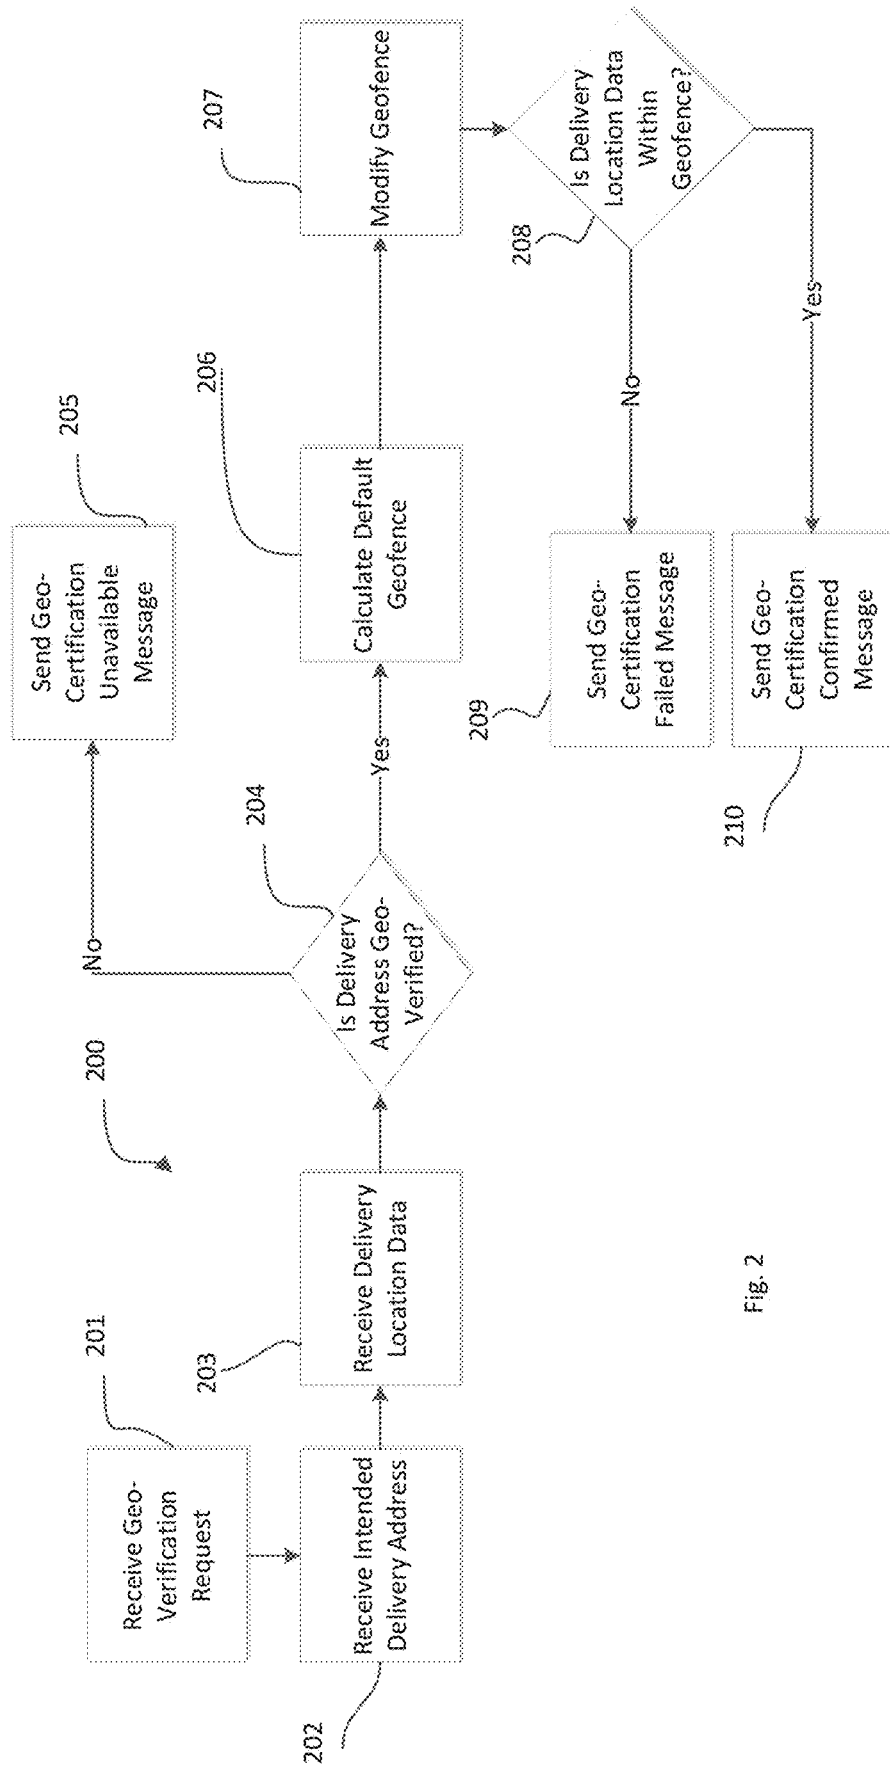 200
201
Receive Geo-
Verification
Request
202
Receive Intended
Delivery Address
203
Receive Delivery
Location Data
204
Is Delivery
Address Geo-
Verified?
No
205
Send Geo-
Certification
Unavailable
Message
Yes
206
Calculate Default
Geofence
207
Modify Geofence
208
Is Delivery
Location Data
Within
Geofence?
No
209
Send Geo-
Certification
Failed Message
Yes
210
Send Geo-
Certification
Confirmed
Message
Fig. 2